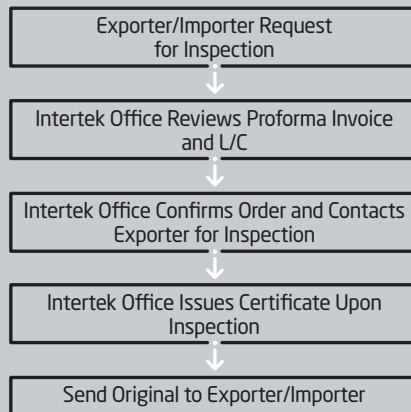 Exporter/Importer Request
for Inspection
Intertek Office Reviews Proforma Invoice
and L/C
Intertek Office Confirms Order and Contacts
Exporter for Inspection
Intertek Office Issues Certificate Upon
Inspection
Send Original to Exporter/Importer